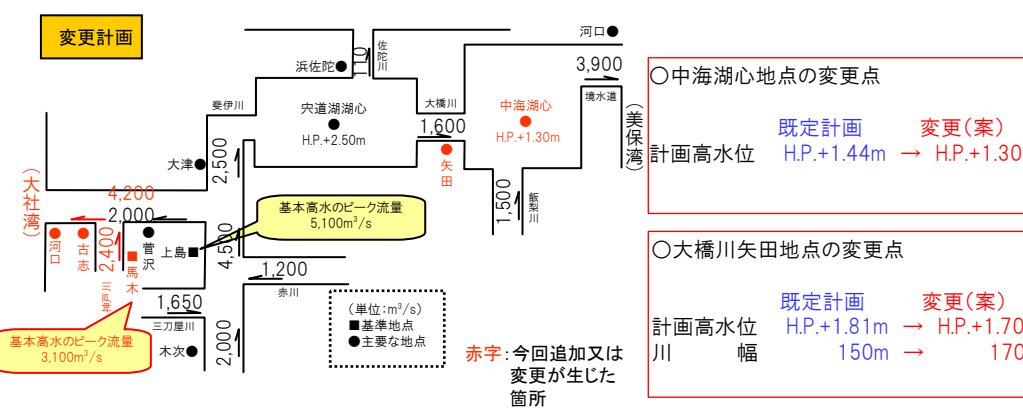 変更計画
河口●
佐陀川
浜佐陀●
110
3,900
境水道
(美保湾)
斐伊川
宍道湖湖心
●
H.P.+2.50m
大橋川
1,600
●
矢田
中海湖心
●
H.P.+1.30m
大津●
2,500
1,500
飯梨川
(大社湾)
4,200
2,000
●
河口
●
古志
2,400
■
馬木
●
菅沢
上島■
4,500
基本高水のピーク流量
5,100m³/s
1,200
赤川
1,650
三刀屋川
木次●
2,000
基本高水のピーク流量
3,100m³/s
(単位:m³/s)
■基準地点
●主要な地点
赤字:今回追加又は
変更が生じた
箇所
○中海湖心地点の変更点
既定計画 変更(案)
計画高水位 H.P.+1.44m → H.P.+1.30
○大橋川矢田地点の変更点
既定計画 変更(案)
計画高水位 H.P.+1.81m → H.P.+1.70
川 幅 150m → 170